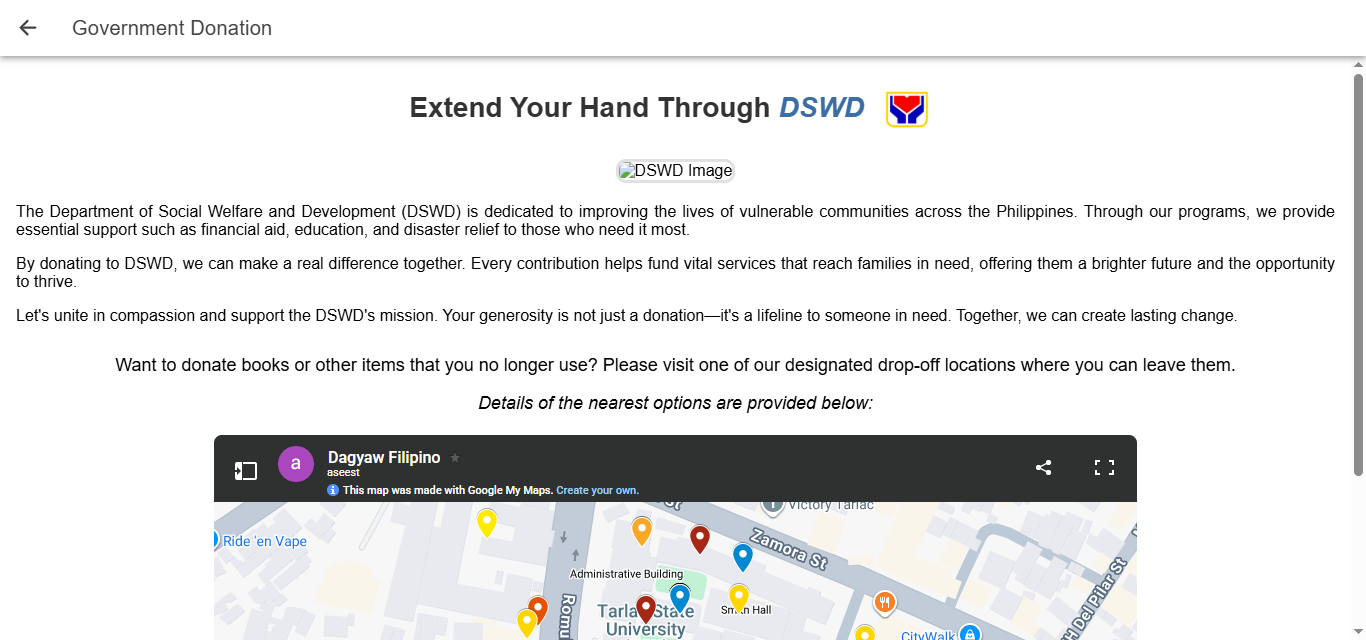 Government Donation
Extend Your Hand Through DSWD
DSWD Image
The Department of Social Welfare and Development (DSWD) is dedicated to improving the lives of vulnerable communities across the Philippines. Through our programs, we provide
essential support such as financial aid, education, and disaster relief to those who need it most.
By donating to DSWD, we can make a real difference together. Every contribution helps fund vital services that reach families in need, offering them a brighter future and the opportunity
to thrive.
Let's unite in compassion and support the DSWD's mission. Your generosity is not just a donation—it's a lifeline to someone in need. Together, we can create lasting change.
Want to donate books or other items that you no longer use? Please visit one of our designated drop-off locations where you can leave them.
Details of the nearest options are provided below:
a
Dagyaw Filipino
aseest
This map was made with Google My Maps. Create your own.
St
Victory Tarlac
Ride 'en Vape
Zamora St
Administrative Building
Tarlac State
University
Hall
Romu
H Del Pilar St
CityWalk